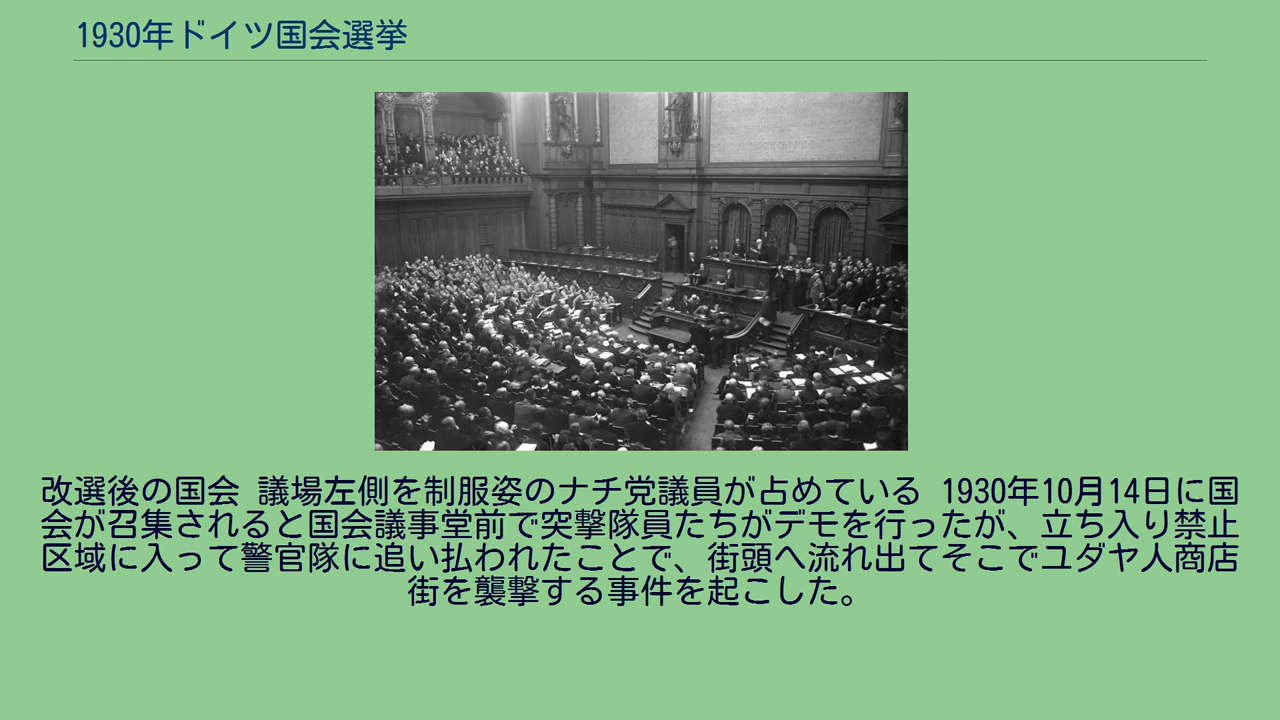 1930年ドイツ国会選挙
改選後の国会 議場左側を制服姿のナチ党議員が占めている 1930年10月14日に国
会が召集されると国会議事堂前で突撃隊員たちがデモを行ったが、立ち入り禁止
区域に入って警官隊に追い払われたことで、街頭へ流れ出てそこでユダヤ人商店
街を襲撃する事件を起こした。